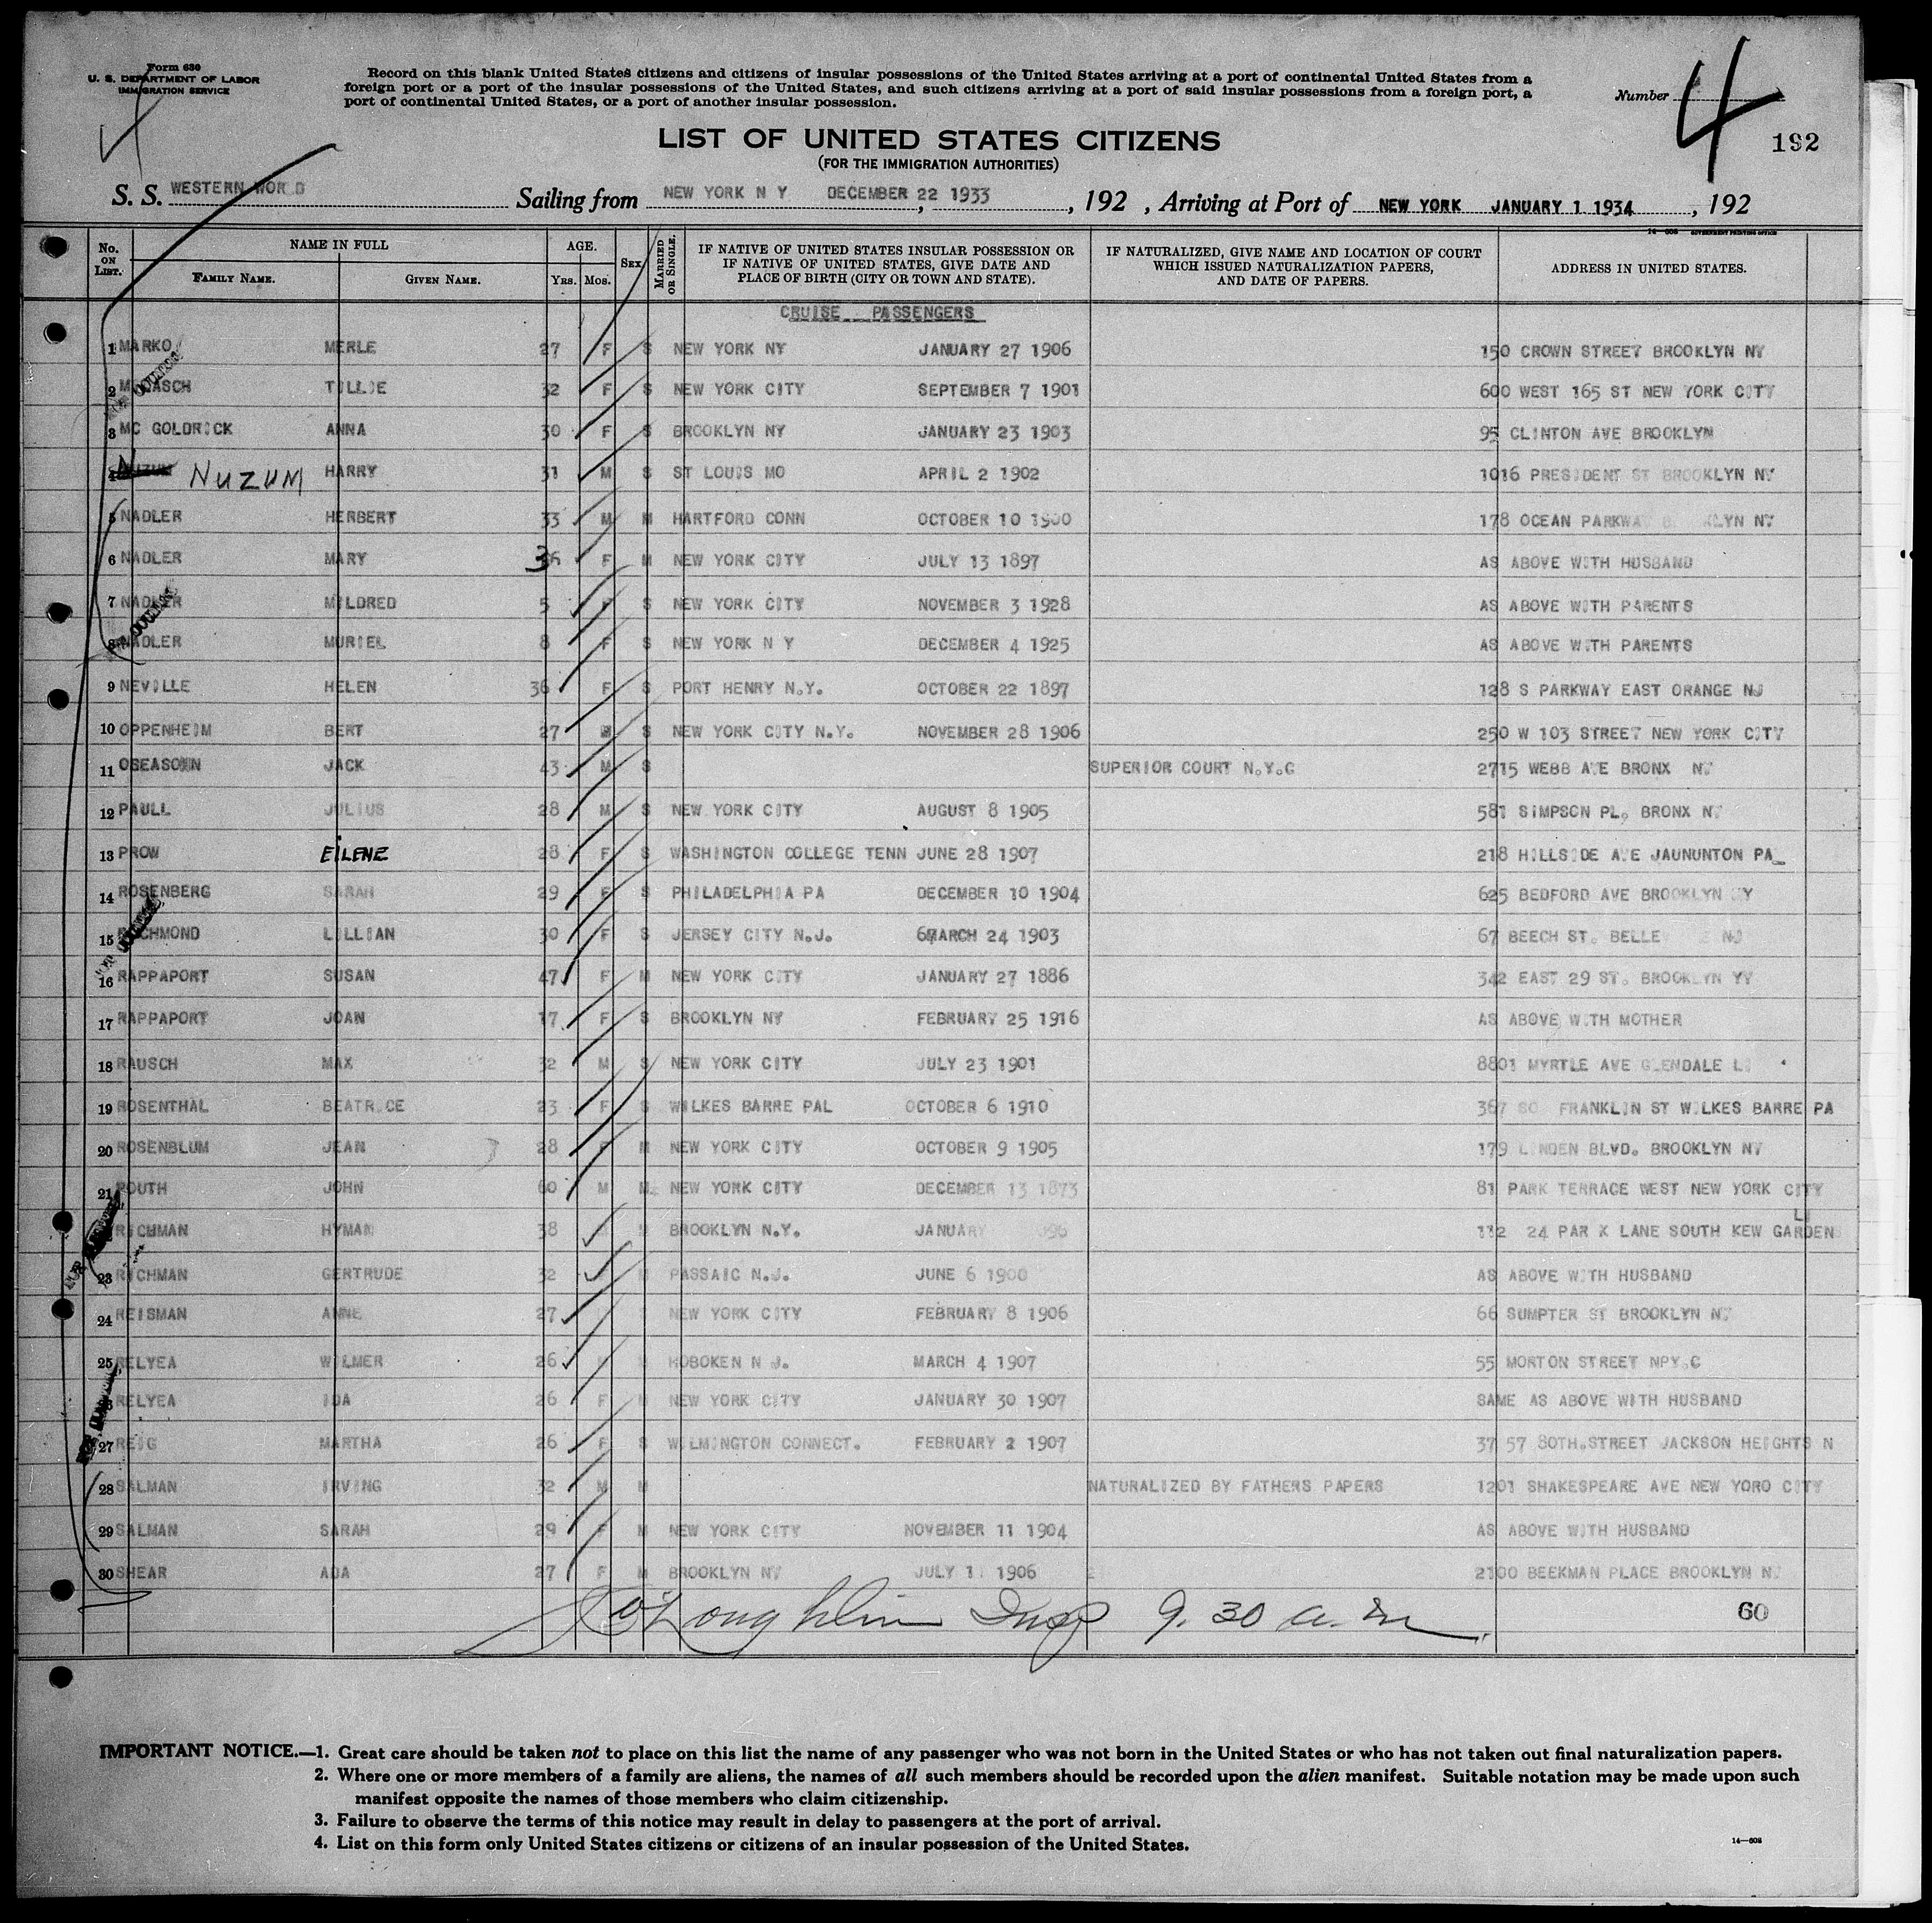 Form 630
U. S. DEPARTMENT OF LABOR
IMMIGRATION SERVICE
4
Record on this blank United States citizens and citizens of insular possessions of the United States arriving at a port of continental United States from a
foreign port or a port of the insular possessions of the United States, and such citizens arriving at a port of said insular possessions from a foreign port, a
port of continental United States, or a port of another insular possession.
Number 4
192
LIST OF UNITED STATES CITIZENS
(FOR THE IMMIGRATION AUTHORITIES)
S. S. WESTERN WOR D Sailing from NEW YORK N Y DECEMBER 22 1933, 192 , Arriving at Port of NEW YORK JANUARY 1 1934, 192
14—608 GOVERNMENT PRINTING OFFICE
No. ON LIST. NAME IN FULL FAMILY NAME. GIVEN NAME. AGE. Yrs. Mos. SEX MARRIED OR SINGLE. IF NATIVE OF UNITED STATES INSULAR POSSESSION OR IF NATIVE OF UNITED STATES, GIVE DATE AND PLACE OF BIRTH (CITY OR TOWN AND STATE). IF NATURALIZED, GIVE NAME AND LOCATION OF COURT WHICH ISSUED NATURALIZATION PAPERS, AND DATE OF PAPERS. ADDRESS IN UNITED STATES.
CRUISE PASSENGERS
1 MARKO MERLE 27 F S NEW YORK NY JANUARY 27 1906 150 CROWN STREET BROOKLYN NY
2 TILLIE 32 F S NEW YORK CITY SEPTEMBER 7 1901 600 WEST 165 ST NEW YORK CITY
3 MC GOLDRICK ANNA 30 F S BROOKLYN NY JANUARY 23 1903 95 CLINTON AVE BROOKLYN
4 NUZUM HARRY 31 M S ST LOUIS MO APRIL 2 1902 1016 PRESIDENT ST BROOKLYN NY
5 NADLER HERBERT 33 M M HARTFORD CONN OCTOBER 10 1900 178 OCEAN PARKWAY B KLYN NY
6 NADLER MARY 36 F M NEW YORK CITY JULY 13 1897 AS ABOVE WITH HUSBAND
7 NADLER MILDRED 5 F S NEW YORK CITY NOVEMBER 3 1928 AS ABOVE WITH PARENTS
8 NADLER MURIEL 8 F S NEW YORK N Y DECEMBER 4 1925 AS ABOVE WITH PARENTS
9 NEVILLE HELEN 36 F S PORT HENRY N.Y. OCTOBER 22 1897 128 S PARKWAY EAST ORANGE NJ
10 OPPENHEIM BERT 27 M S NEW YORK CITY N.Y. NOVEMBER 28 1906 250 W 103 STREET NEW YORK CITY
11 OSEASOHN JACK 43 M S SUPERIOR COURT N.Y.C 2715 WEBB AVE BRONX NY
12 PAULL JULIUS 28 M S NEW YORK CITY AUGUST 8 1905 581 SIMPSON PL. BRONX NY
13 PROW EILENE 28 F S WASHINGTON COLLEGE TENN JUNE 28 1907 218 HILLSIDE AVE JAUNUNTON PA
14 ROSENBERG SARAH 29 F S PHILADELPHIA PA DECEMBER 10 1904 625 BEDFORD AVE BROOKLYN NY
15 RICHMOND LILLIAN 30 F S JERSEY CITY N.J. MARCH 24 1903 67 BEECH ST. BELLE NJ
16 RAPPAPORT SUSAN 47 F M NEW YORK CITY JANUARY 27 1886 342 EAST 29 ST. BROOKLYN YY
17 RAPPAPORT JOAN 17 F S BROOKLYN NY FEBRUARY 25 1916 AS ABOVE WITH MOTHER
18 RAUSCH MAX 32 M S NEW YORK CITY JULY 23 1901 8801 MYRTLE AVE GLENDALE LI
19 ROSENTHAL BEATRICE 23 F S WILKES BARRE PAL OCTOBER 6 1910 367 SO FRANKLIN ST WILKES BARRE PA
20 ROSENBLUM JEAN 28 F M NEW YORK CITY OCTOBER 9 1905 179 LINDEN BLVD. BROOKLYN NY
21 ROUTH JOHN 60 M M NEW YORK CITY DECEMBER 13 1873 81 PARK TERRACE WEST NEW YORK CITY
RICHMAN HYMAN 38 M BROOKLYN N.Y. JANUARY 112 24 PAR K LANE SOUTH KEW GARDENS LI
23 RICHMAN GERTRUDE 32 M PASSAIC N.J. JUNE 6 1900 AS ABOVE WITH HUSBAND
24 REISMAN ANNE 27 NEW YORK CITY FEBRUARY 8 1906 66 SUMPTER ST BROOKLYN NY
25 RELYEA WILMER 26 HOBOKEN N J. MARCH 4 1907 55 MORTON STREET NPY.C
RELYEA IDA 26 F M NEW YORK CITY JANUARY 30 1907 SAME AS ABOVE WITH HUSBAND
27 REIG MARTHA 26 F S WILMINGTON CONNECT. FEBRUARY 2 1907 37 57 80TH.STREET JACKSON HEIGHTS N
28 SALMAN IRVING 32 M M NATURALIZED BY FATHERS PAPERS 1201 SHAKESPEARE AVE NEW YORO CITY
29 SALMAN SARAH 29 F M NEW YORK CITY NOVEMBER 11 1904 AS ABOVE WITH HUSBAND
30 SHEAR ADA 27 F M BROOKLYN NY JULY 1 1906 2100 BEEKMAN PLACE BROOKLYN NY
O'Loughlin Insp 9.30 a.m.
60
IMPORTANT NOTICE.—1. Great care should be taken not to place on this list the name of any passenger who was not born in the United States or who has not taken out final naturalization papers.
2. Where one or more members of a family are aliens, the names of all such members should be recorded upon the alien manifest. Suitable notation may be made upon such
manifest opposite the names of those members who claim citizenship.
3. Failure to observe the terms of this notice may result in delay to passengers at the port of arrival.
4. List on this form only United States citizens or citizens of an insular possession of the United States.
14—608